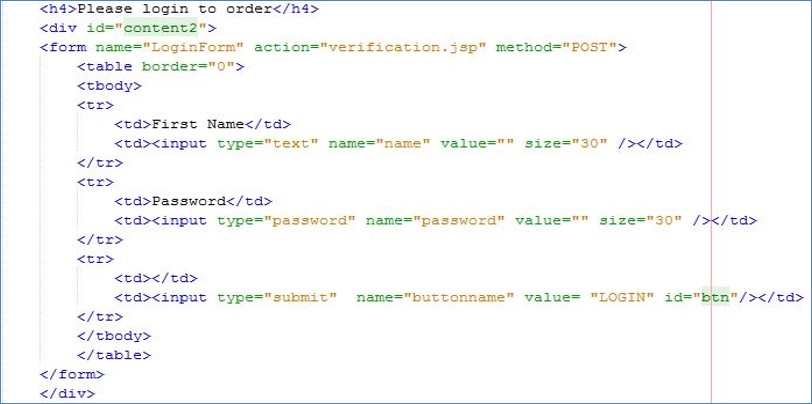 <h4>Please login to order</h4>
<div id="content2">
<form name="LoginForm" action="verification.jsp" method="POST">
<table border="0">
<tbody>
<tr>
<td>First Name</td>
<td><input type="text" name="name" value="" size="30" /></td>
</tr>
<tr>
<td>Password</td>
<td><input type="password" name="password" value="" size="30" /></td>
</tr>
<tr>
<td></td>
<td><input type="submit"  name="buttonname" value= "LOGIN" id="btn"/></td>
</tr>
</tbody>
</table>
</form>
</div>